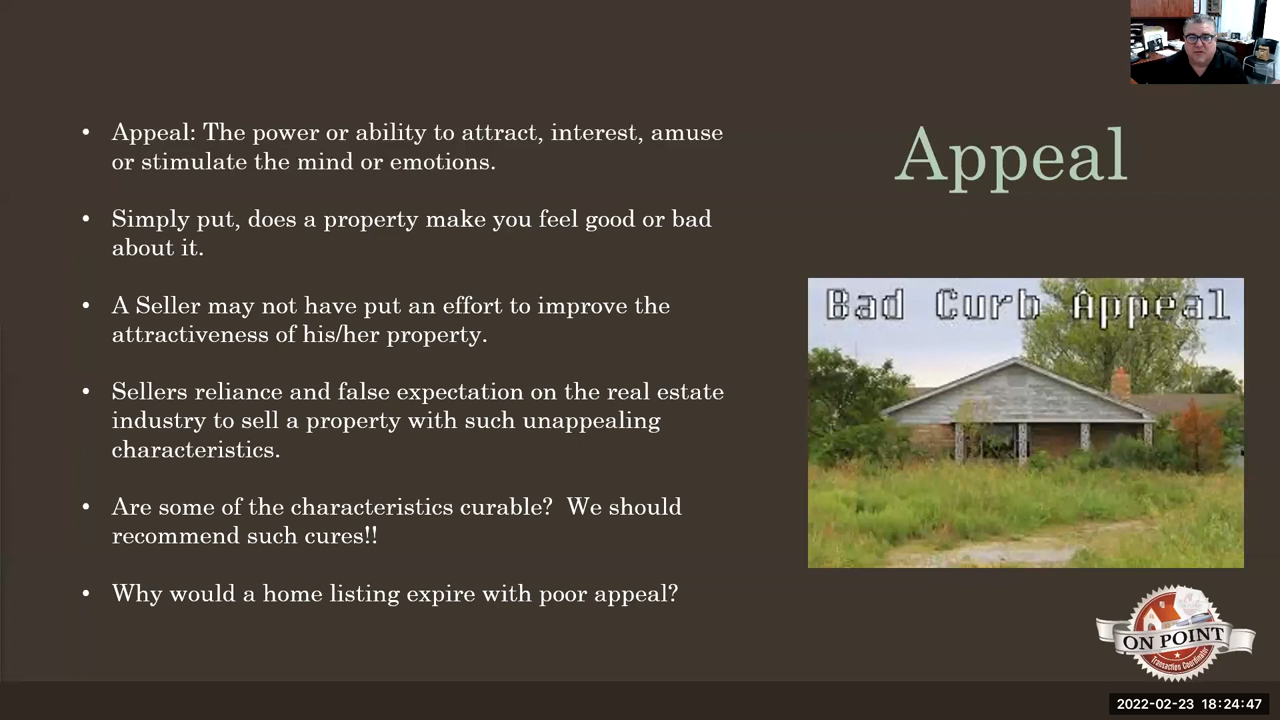 Appeal
• Appeal: The power or ability to attract, interest, amuse
or stimulate the mind or emotions.
• Simply put, does a property make you feel good or bad
about it.
• A Seller may not have put an effort to improve the
attractiveness of his/her property.
• Sellers reliance and false expectation on the real estate
industry to sell a property with such unappealing
characteristics.
• Are some of the characteristics curable?  We should
recommend such cures!!
• Why would a home listing expire with poor appeal?
Bad Curb Appeal
ON POINT
Transaction Coordinator
2022-02-23 18:24:47